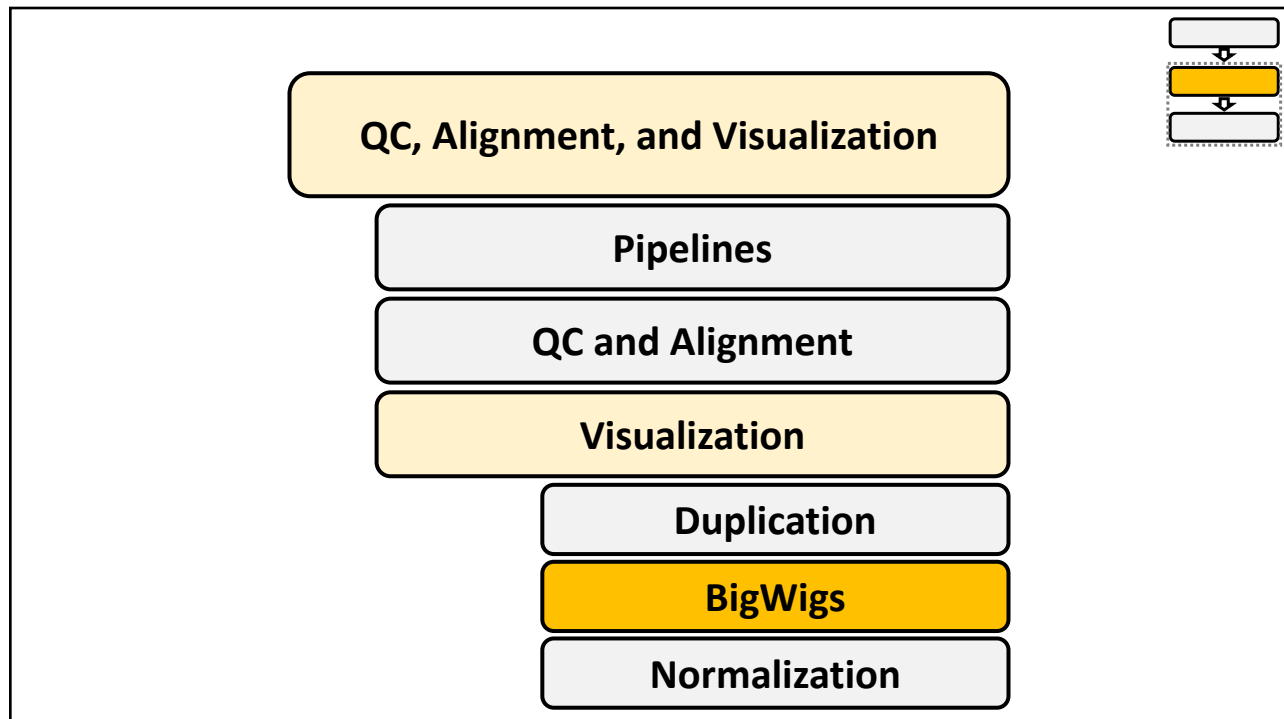 QC, Alignment, and Visualization
Pipelines
QC and Alignment
Visualization
Duplication
BigWigs
Normalization